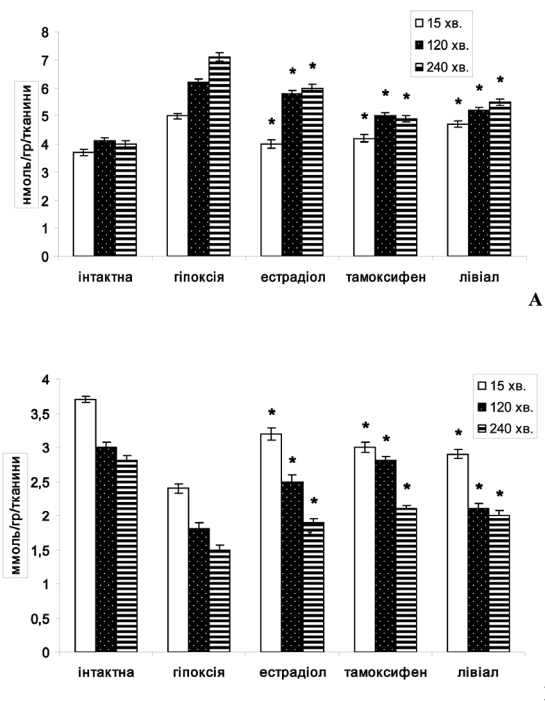 8
7
6
5
4
3
2
1
0
нмоль/гр/тканини
15 хв.
120 хв.
240 хв.
* * *
* * *
* * *
інтактна гіпоксія естрадіол тамоксифен лівіал
А
4
3,5
3
2,5
2
1,5
1
0,5
0
ммоль/гр/тканини
15 хв.
120 хв.
240 хв.
* * *
* * *
* * *
інтактна гіпоксія естрадіол тамоксифен лівіал